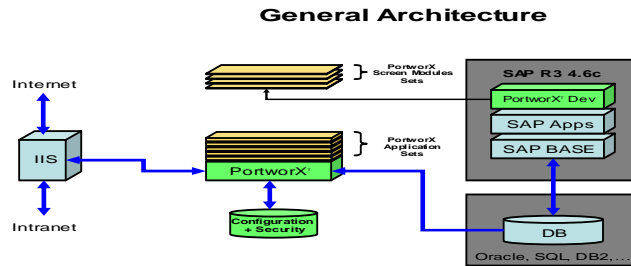 General Architecture
Internet
IIS
Intranet
PortworX
Screen Modules
Sets
PortworX
Application
Sets
PortworX'
Configuration
+ Security
SAP R3 4.6c
PortworX' Dev
SAP Apps
SAP BASE
DB
Oracle, SQL, DB2,...